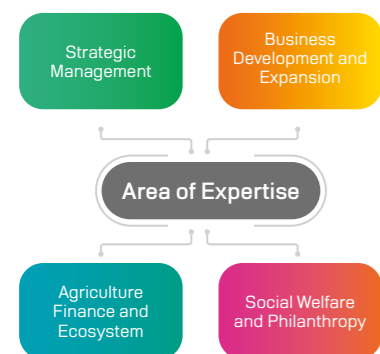 Strategic
Management
Business
Development and
Expansion
Area of Expertise
Agriculture
Finance and
Ecosystem
Social Welfare
and Philanthropy